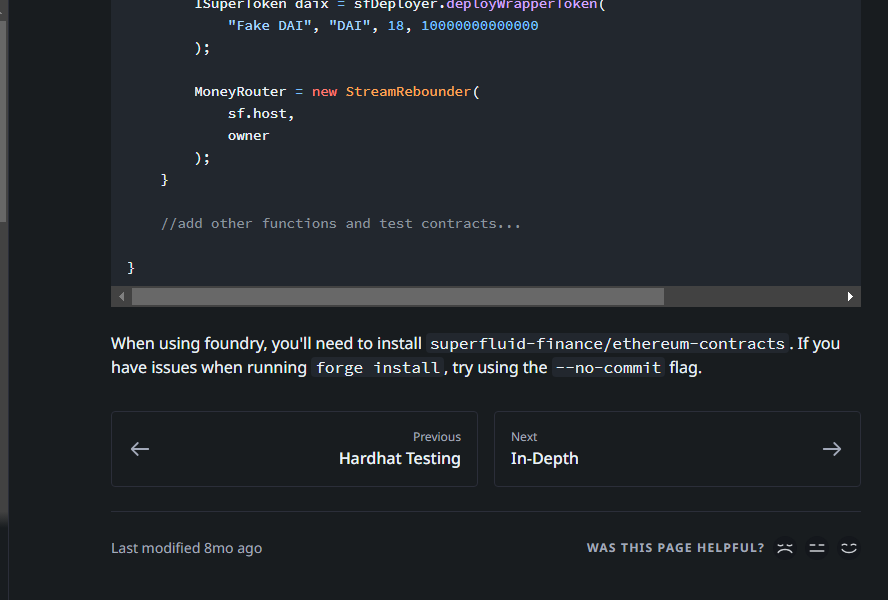 ISuperToken daix = sfDeployer.deployWrapperToken(
"Fake DAI", "DAI", 18, 10000000000000
);
MoneyRouter = new StreamRebounder(
sf.host,
owner
);
}
//add other functions and test contracts...
}
When using foundry, you'll need to install superfluid-finance/ethereum-contracts. If you
have issues when running forge install, try using the --no-commit flag.
Previous
Hardhat Testing
Next
In-Depth
Last modified 8mo ago
WAS THIS PAGE HELPFUL?